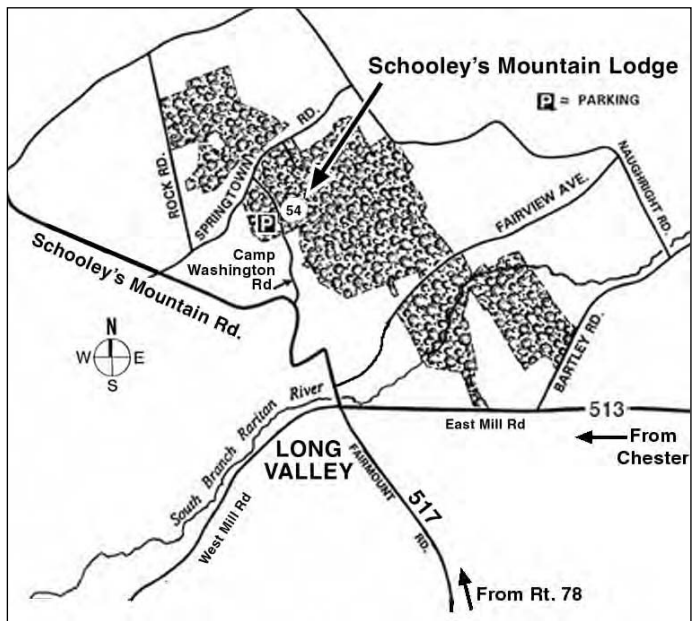 Schooley's Mountain Lodge
P = PARKING
ROCK RD.
SPRINGTOWN RD.
NAUGHRIGHT RD.
54
FAIRVIEW AVE.
P
Camp
Washington
Rd
Schooley's Mountain Rd.
N
W E
S
BARTLEY RD.
South Branch Raritan River
513
East Mill Rd
From
Chester
LONG
VALLEY
FAIRMOUNT RD.
517
West Mill Rd
From Rt. 78